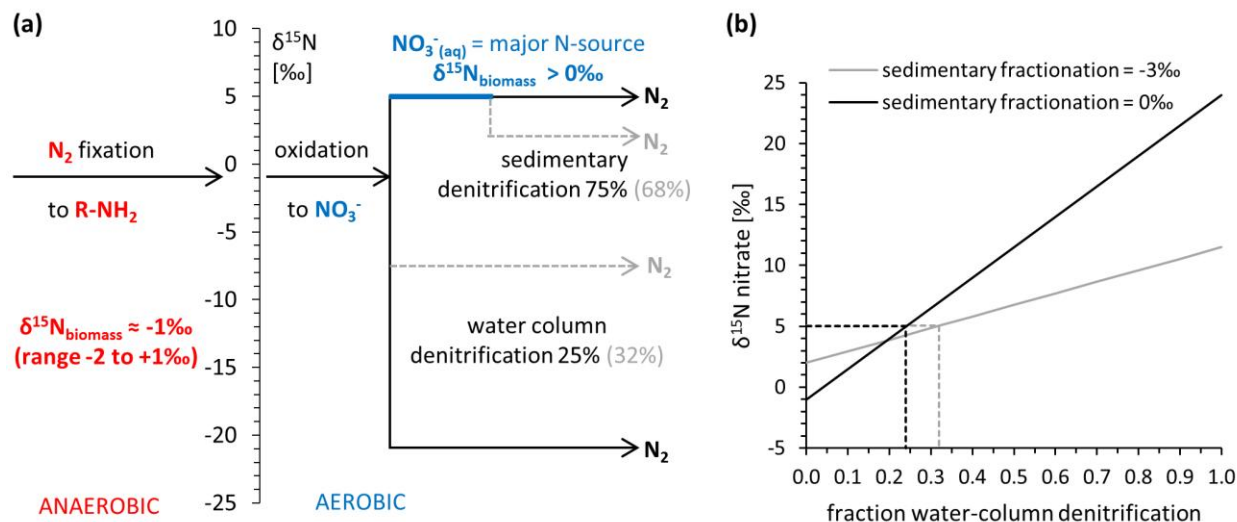 (a)
10
5
0
-5
-10
-15
-20
-25
δ¹⁵N
[‰]
NO₃⁻(aq) = major N-source
δ¹⁵Nbiomass > 0‰
N₂
N₂
sedimentary
denitrification 75% (68%)
N₂ fixation
to R-NH₂
oxidation
to NO₃⁻
N₂
δ¹⁵Nbiomass ≈ -1‰
(range -2 to +1‰)
water column
denitrification 25% (32%)
N₂
ANAEROBIC
AEROBIC
(b)
sedimentary fractionation = -3‰
sedimentary fractionation = 0‰
δ¹⁵N nitrate [‰]
25
20
15
10
5
0
-5
0.0 0.1 0.2 0.3 0.4 0.5 0.6 0.7 0.8 0.9 1.0
fraction water-column denitrification